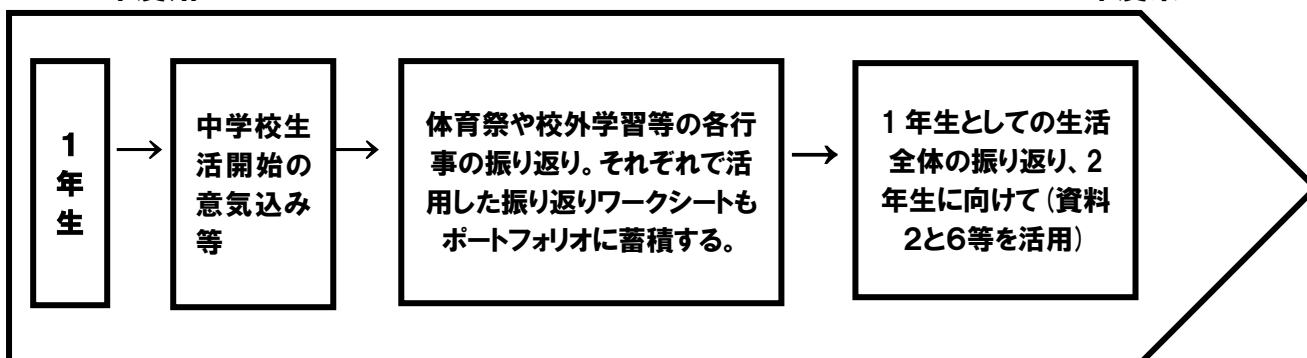 1年生
→
中学校生
活開始の
意気込み
等
→
体育祭や校外学習等の各行
事の振り返り。それぞれで活
用した振り返りワークシートも
ポートフォリオに蓄積する。
→
1年生としての生活
全体の振り返り、2
年生に向けて(資料
2と6等を活用)